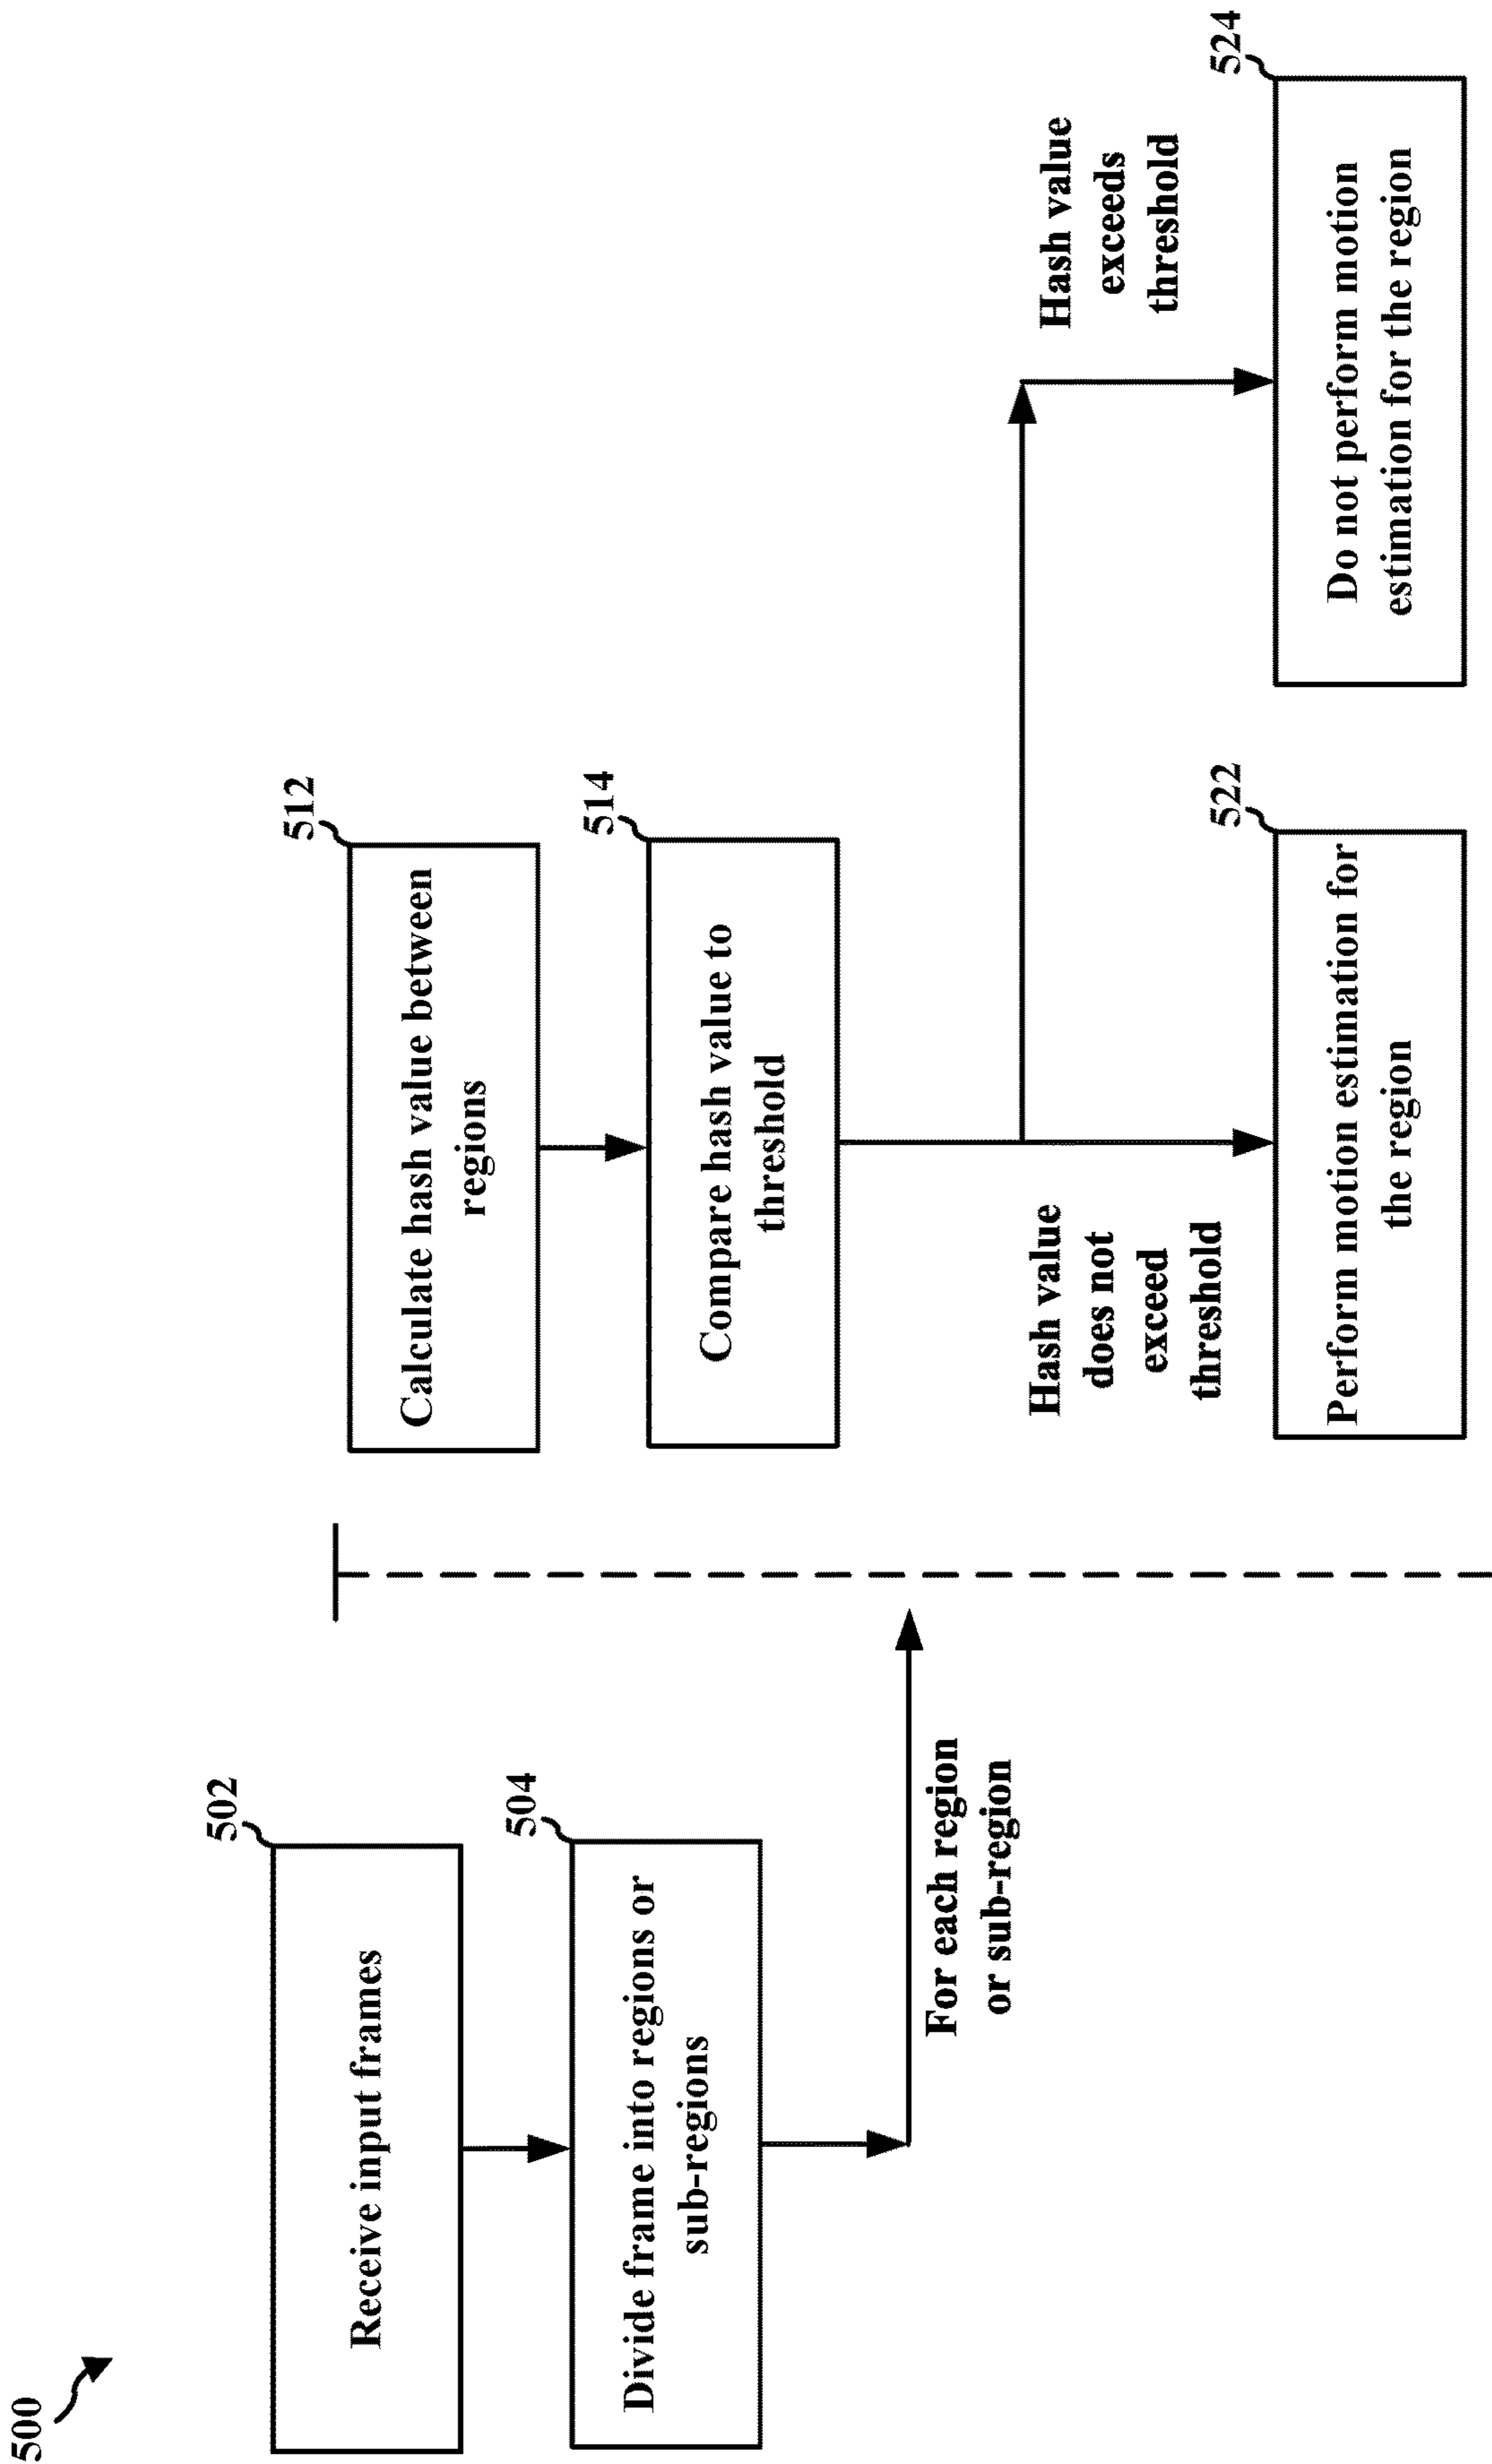 500
502
Receive input frames
504
Divide frame into regions or
sub-regions
For each region
or sub-region
512
Calculate hash value between
regions
514
Compare hash value to
threshold
Hash value
does not
exceed
threshold
Hash value
exceeds
threshold
522
Perform motion estimation for
the region
524
Do not perform motion
estimation for the region